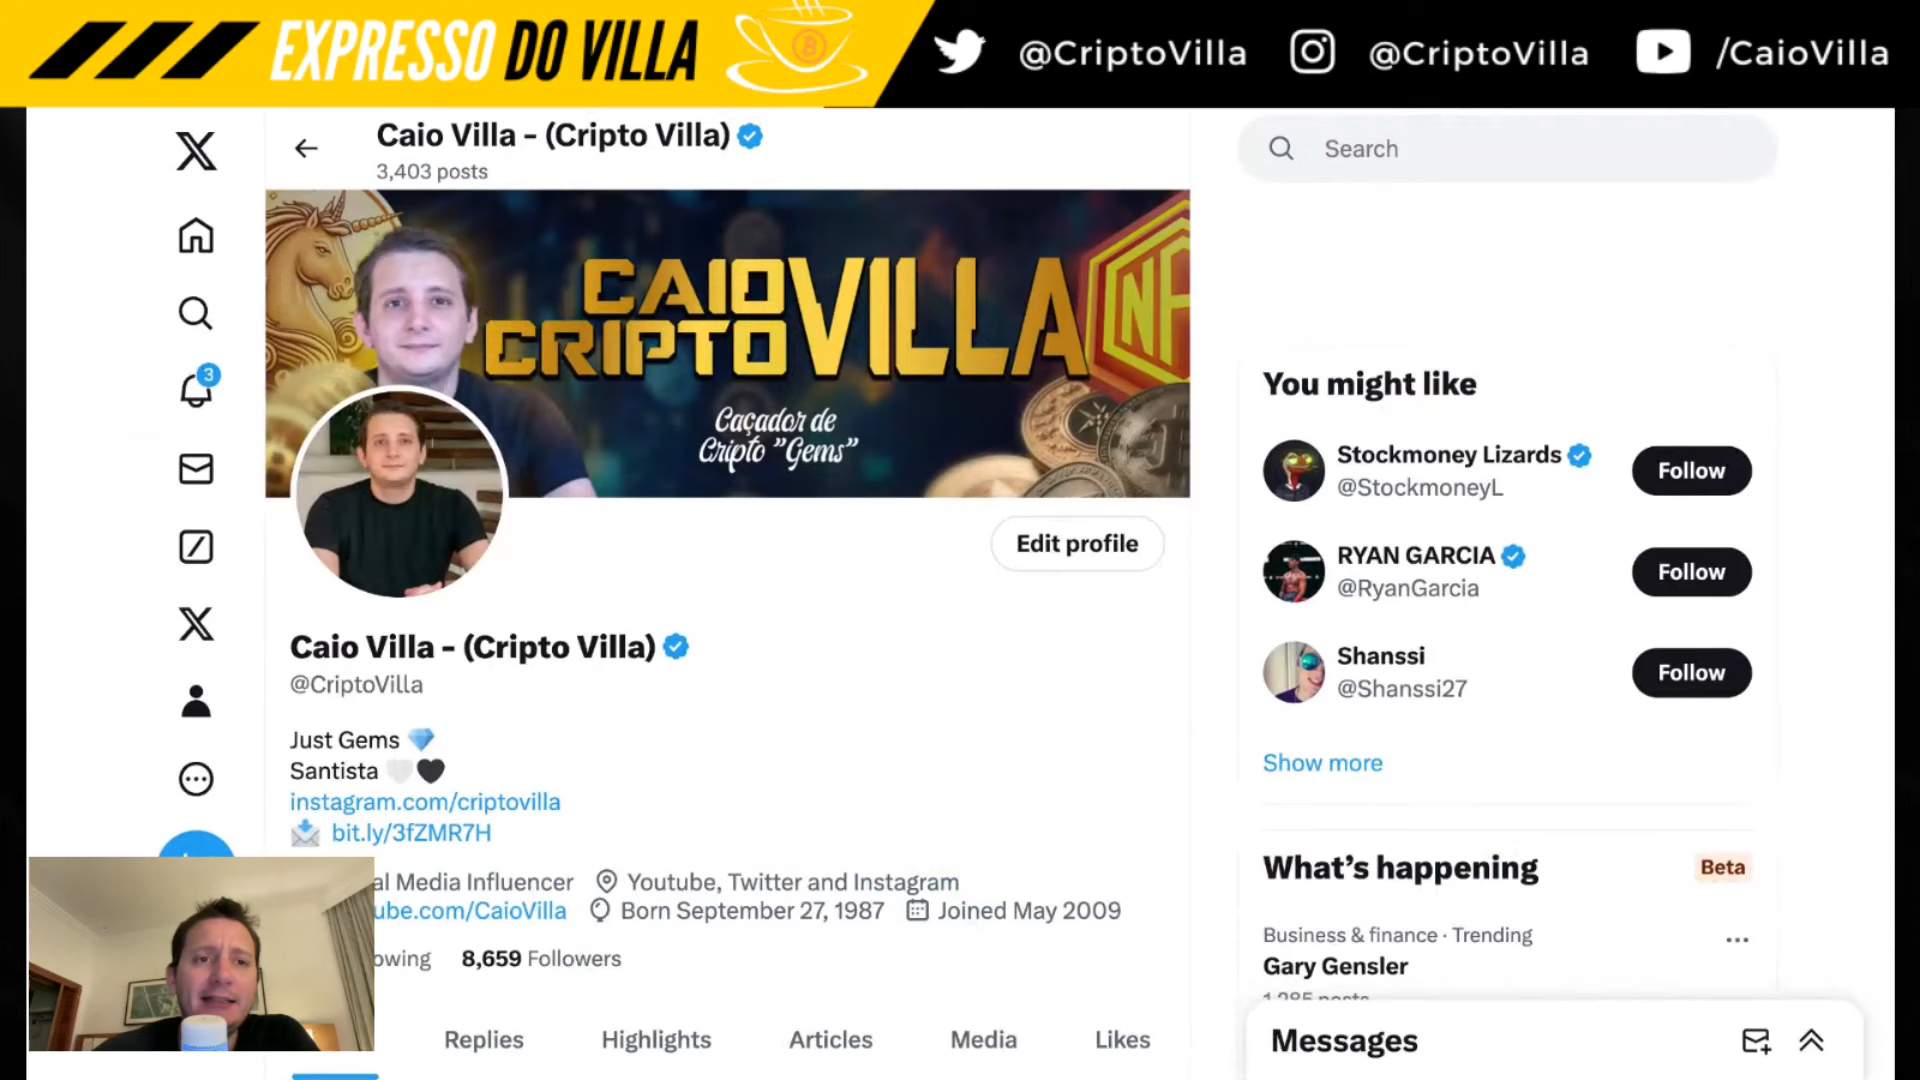 EXPRESSO DO VILLA
@CriptoVilla
@CriptoVilla
/CaioVilla
Caio Villa - (Cripto Villa)
3,403 posts
CAIO VILLA
CRIPTO
Caçador de
Cripto "Gems"
Edit profile
Caio Villa - (Cripto Villa)
@CriptoVilla
Just Gems
Santista
instagram.com/criptovilla
bit.ly/3fZMR7H
al Media Influencer Youtube, Twitter and Instagram
ube.com/CaioVilla Born September 27, 1987 Joined May 2009
owing 8,659 Followers
Replies Highlights Articles Media Likes
3
Search
You might like
Stockmoney Lizards
@StockmoneyL
Follow
RYAN GARCIA
@RyanGarcia
Follow
Shanssi
@Shanssi27
Follow
Show more
What's happening
Beta
Business & finance · Trending
Gary Gensler
1,285 posts
Messages